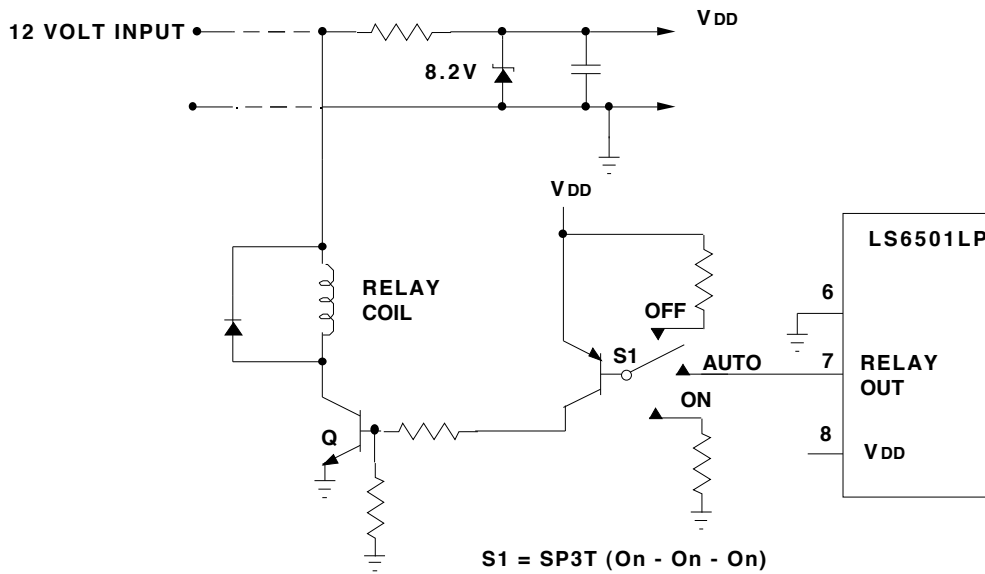 12 VOLT INPUT
VDD
8.2V
VDD
LS6501LP
RELAY
COIL
OFF
6
S1
AUTO
7
RELAY
OUT
ON
Q
8
VDD
S1 = SP3T (On - On - On)